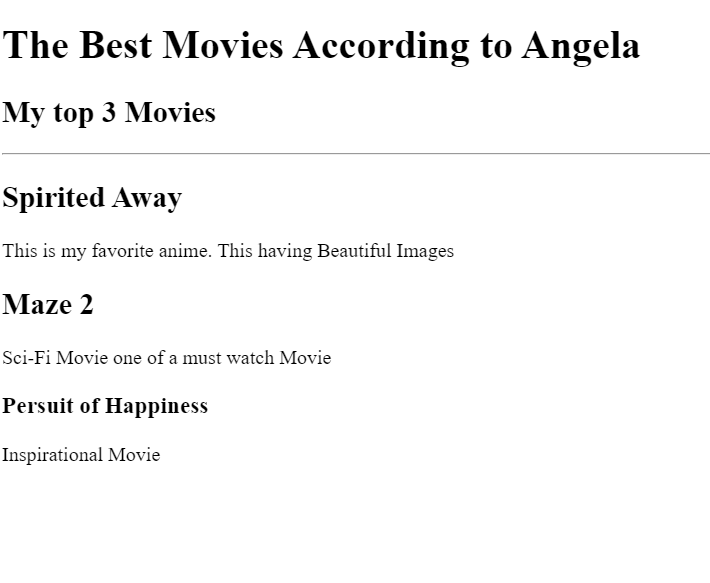 The Best Movies According to Angela
My top 3 Movies
Spirited Away
This is my favorite anime. This having Beautiful Images
Maze 2
Sci-Fi Movie one of a must watch Movie
Persuit of Happiness
Inspirational Movie